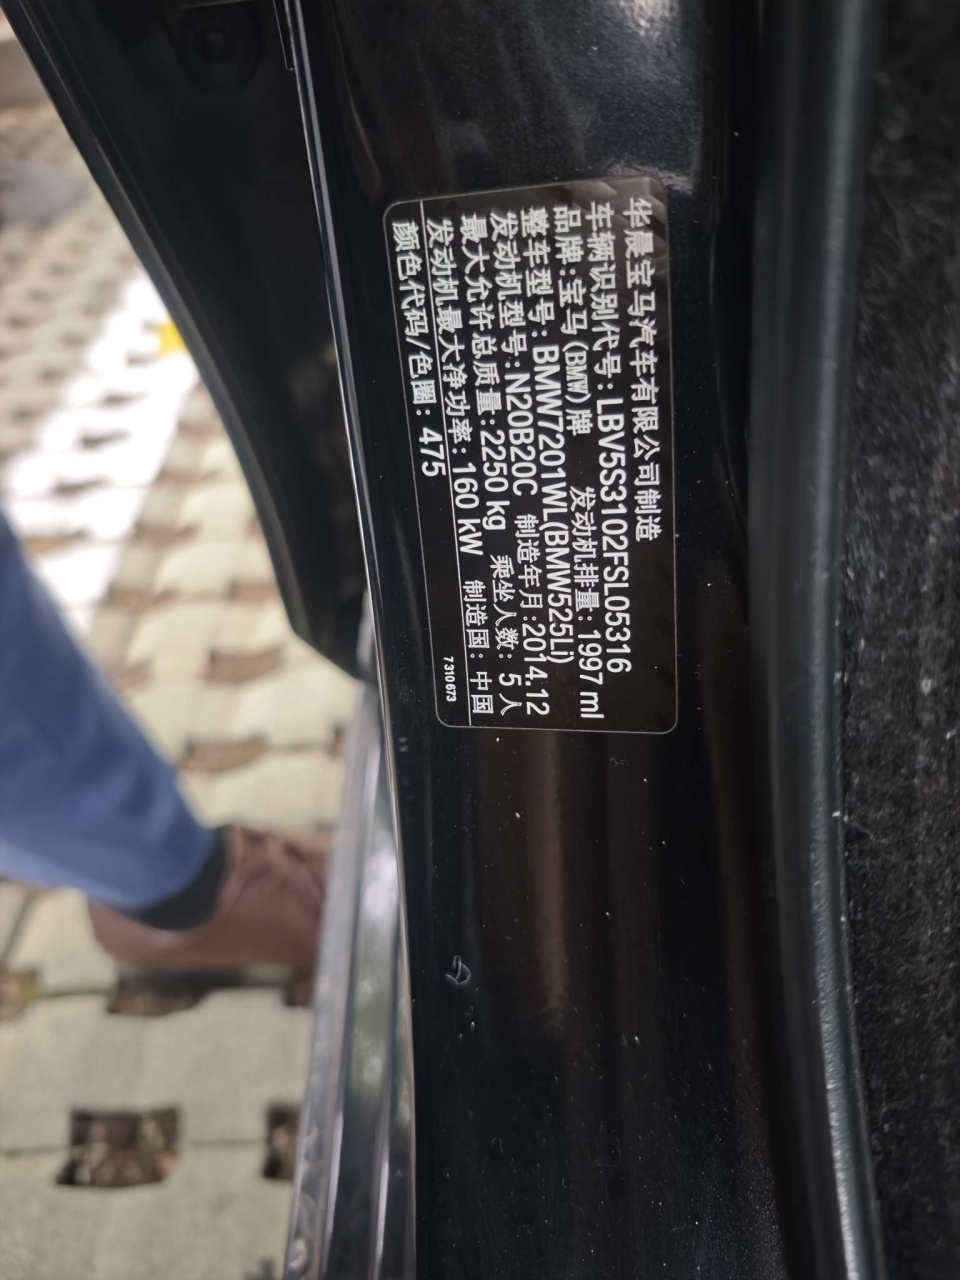 华晨宝马汽车有限公司制造
车辆识别代号: LBV5S3102FSL05316
品牌:宝马(BMW)牌 发动机排量: 1997 ml
整车型号: BMW7201WL(BMW525Li)
发动机型号:N20B20C 制造年月:2014.12
最大允许总质量:2250 kg 乘坐人数: 5 人
发动机最大净功率: 160 kW 制造国: 中国
颜色代码/色圈: 475
7 310 673